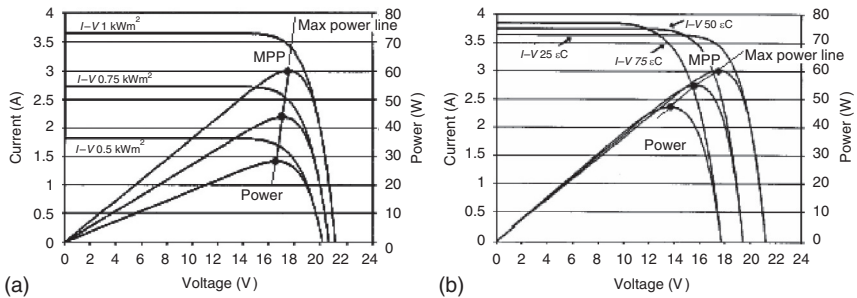 4
3.5
3
2.5
2
1.5
1
0.5
0
Current (A)
I–V 1 kWm²
I–V 0.75 kWm²
I–V 0.5 kWm²
Max power line
MPP
Power
80
70
60
50
40
30
20
10
0
Power (W)
0 2 4 6 8 10 12 14 16 18 20 22 24
Voltage (V)
(a)
4
3.5
3
2.5
2
1.5
1
0.5
0
Current (A)
I–V 50 εC
I–V 25 εC
I–V 75 εC
MPP
Max power line
Power
80
70
60
50
40
30
20
10
0
Power (W)
0 2 4 6 8 10 12 14 16 18 20 22 24
Voltage (V)
(b)